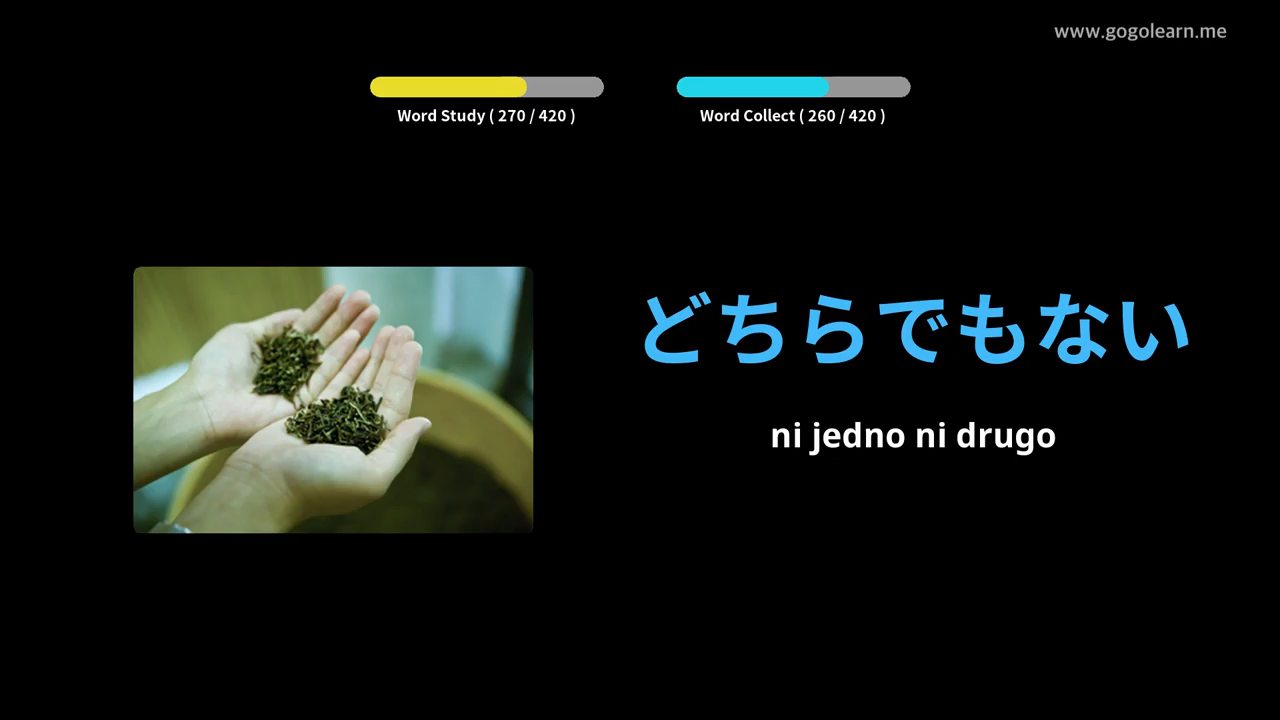 www.gogolearn.me
Word Study ( 270 / 420 )
Word Collect ( 260 / 420 )
どちらでもない
ni jedno ni drugo